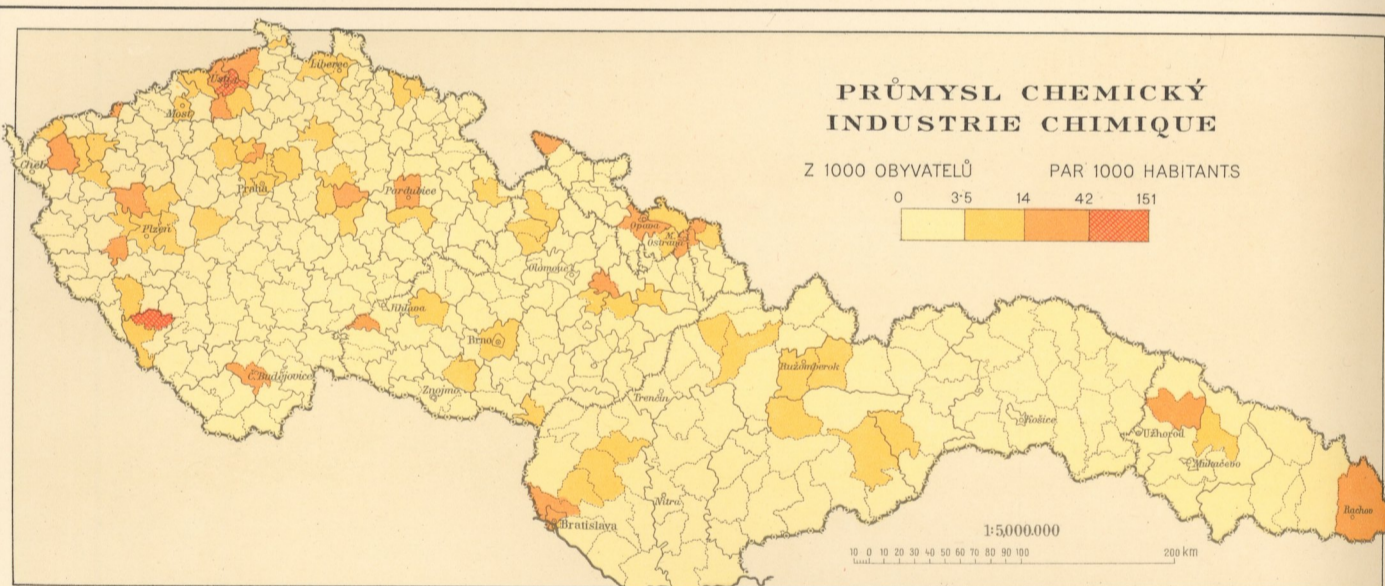 PRŮMYSL CHEMICKÝ
INDUSTRIE CHIMIQUE
Z 1000 OBYVATELŮ PAR 1000 HABITANTS
0 3·5 14 42 151
Liberec
Ústí
Most
Cheb
Praha
Pardubice
Plzeň
Opava
M. Ostrava
Olomouc
Jihlava
Brno
Č. Budějovice
Znojmo
Ružomberok
Trenčín
Košice
Užhorod
Mukačevo
Nitra
Bratislava
Rachov
1:5,000.000
10 0 10 20 30 40 50 60 70 80 90 100 200 km